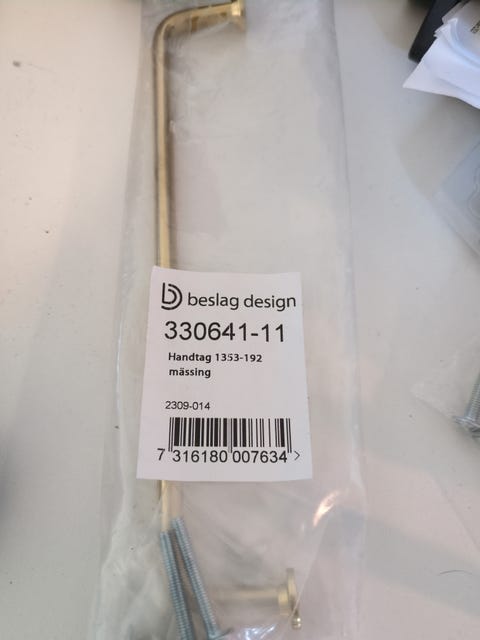 beslag design
330641-11
Handtag 1353-192
mässing
2309-014
7 316180 007634 >